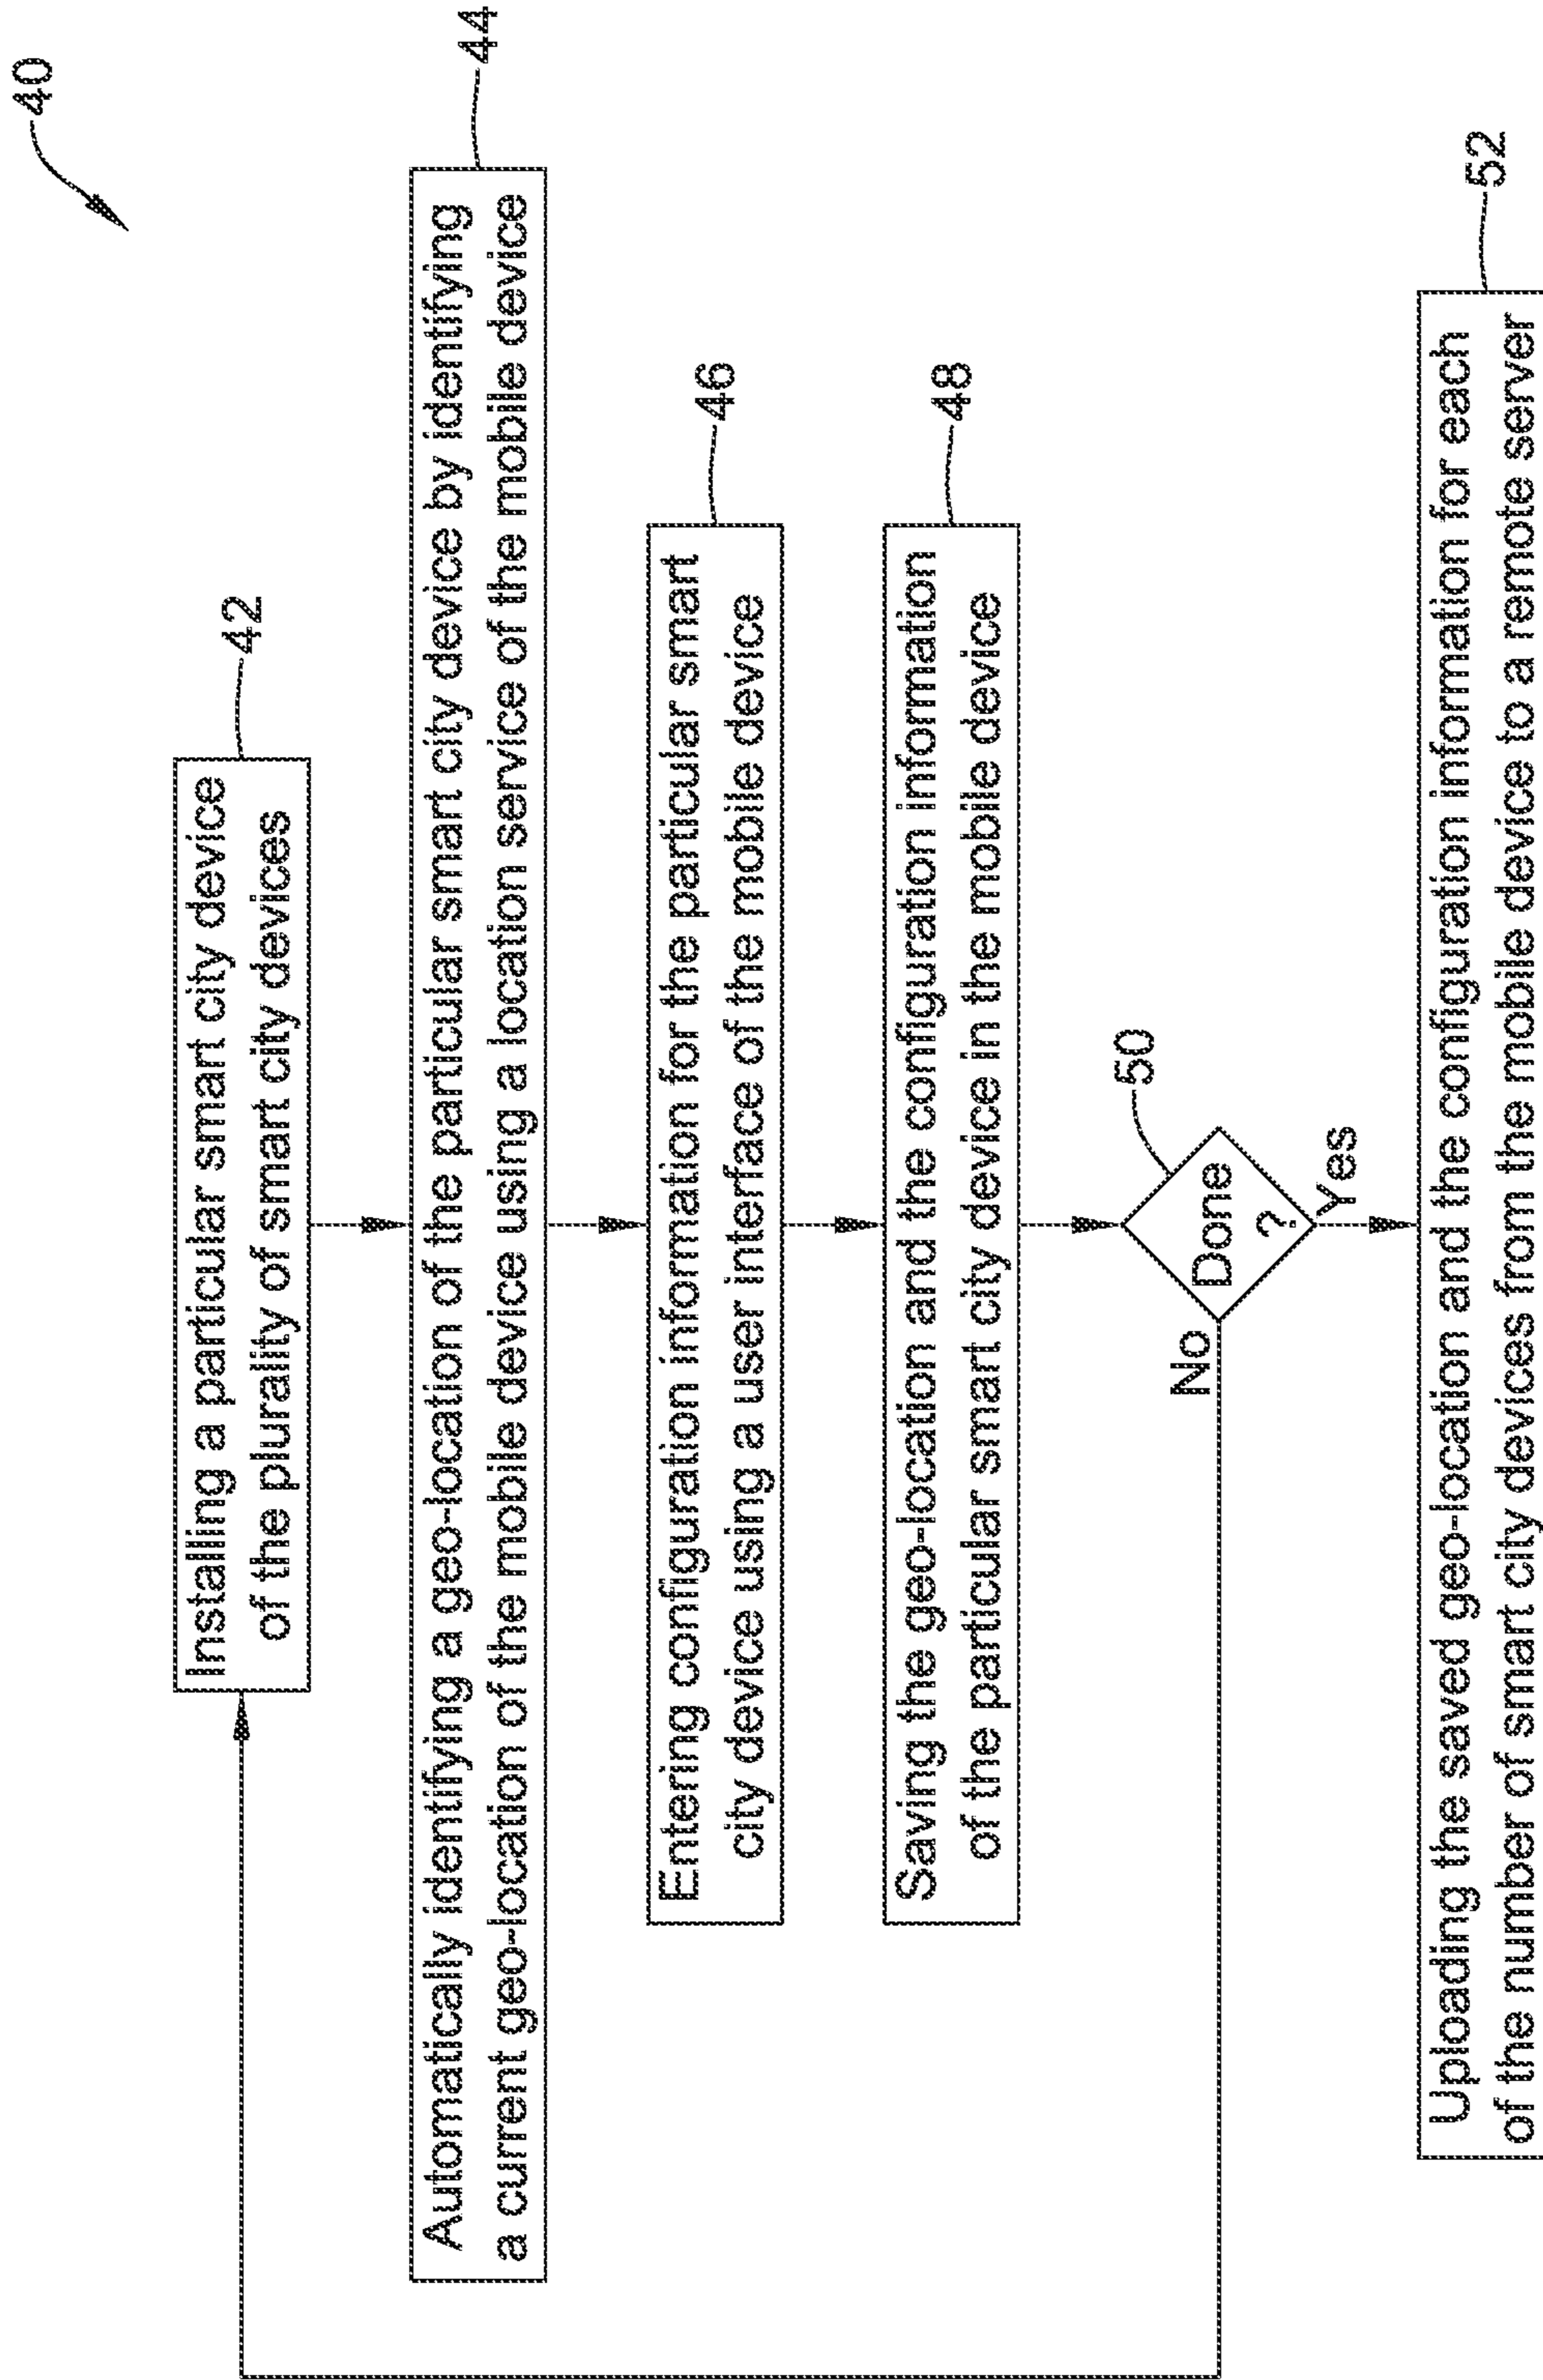 40
Installing a particular smart city device
of the plurality of smart city devices
42
Automatically identifying a geo-location of the particular smart city device by identifying
a current geo-location of the mobile device using a location service of the mobile device
44
Entering configuration information for the particular smart
city device using a user interface of the mobile device
46
Saving the geo-location and the configuration information
of the particular smart city device in the mobile device
48
Done
?
50
No
Yes
Uploading the saved geo-location and the configuration information for each
of the number of smart city devices from the mobile device to a remote server
52